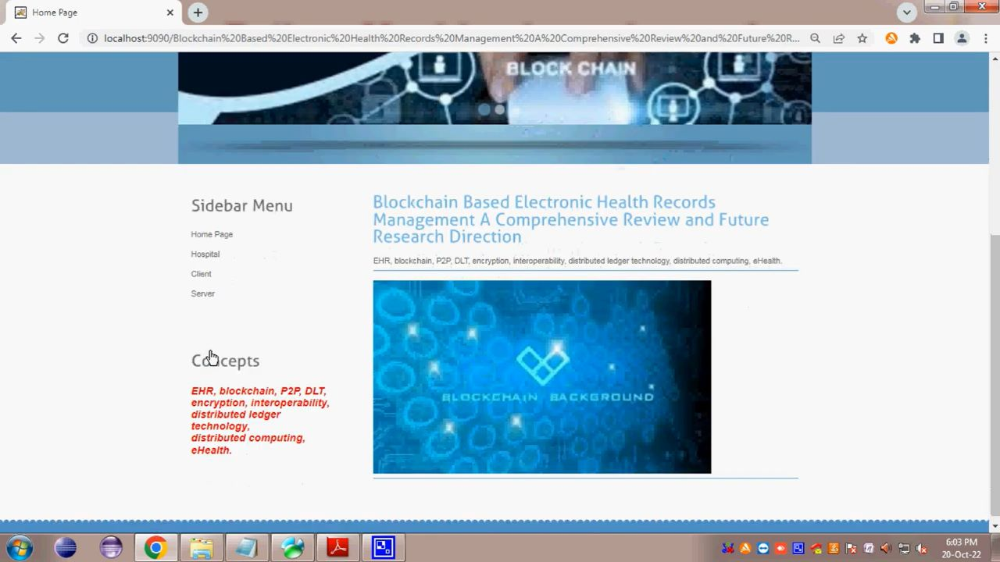 Home Page
localhost:9090/Blockchain%20Based%20Electronic%20Health%20Records%20Management%20A%20Comprehensive%20Review%20and%20Future%20R...
BLOCK CHAIN
Sidebar Menu
Home Page
Hospital
Client
Server
Concepts
EHR, blockchain, P2P, DLT,
encryption, interoperability,
distributed ledger
technology,
distributed computing,
eHealth.
Blockchain Based Electronic Health Records
Management A Comprehensive Review and Future
Research Direction
EHR, blockchain, P2P, DLT, encryption, interoperability, distributed ledger technology, distributed computing, eHealth.
BLOCKCHAIN BACKGROUND
6:03 PM
20-Oct-22